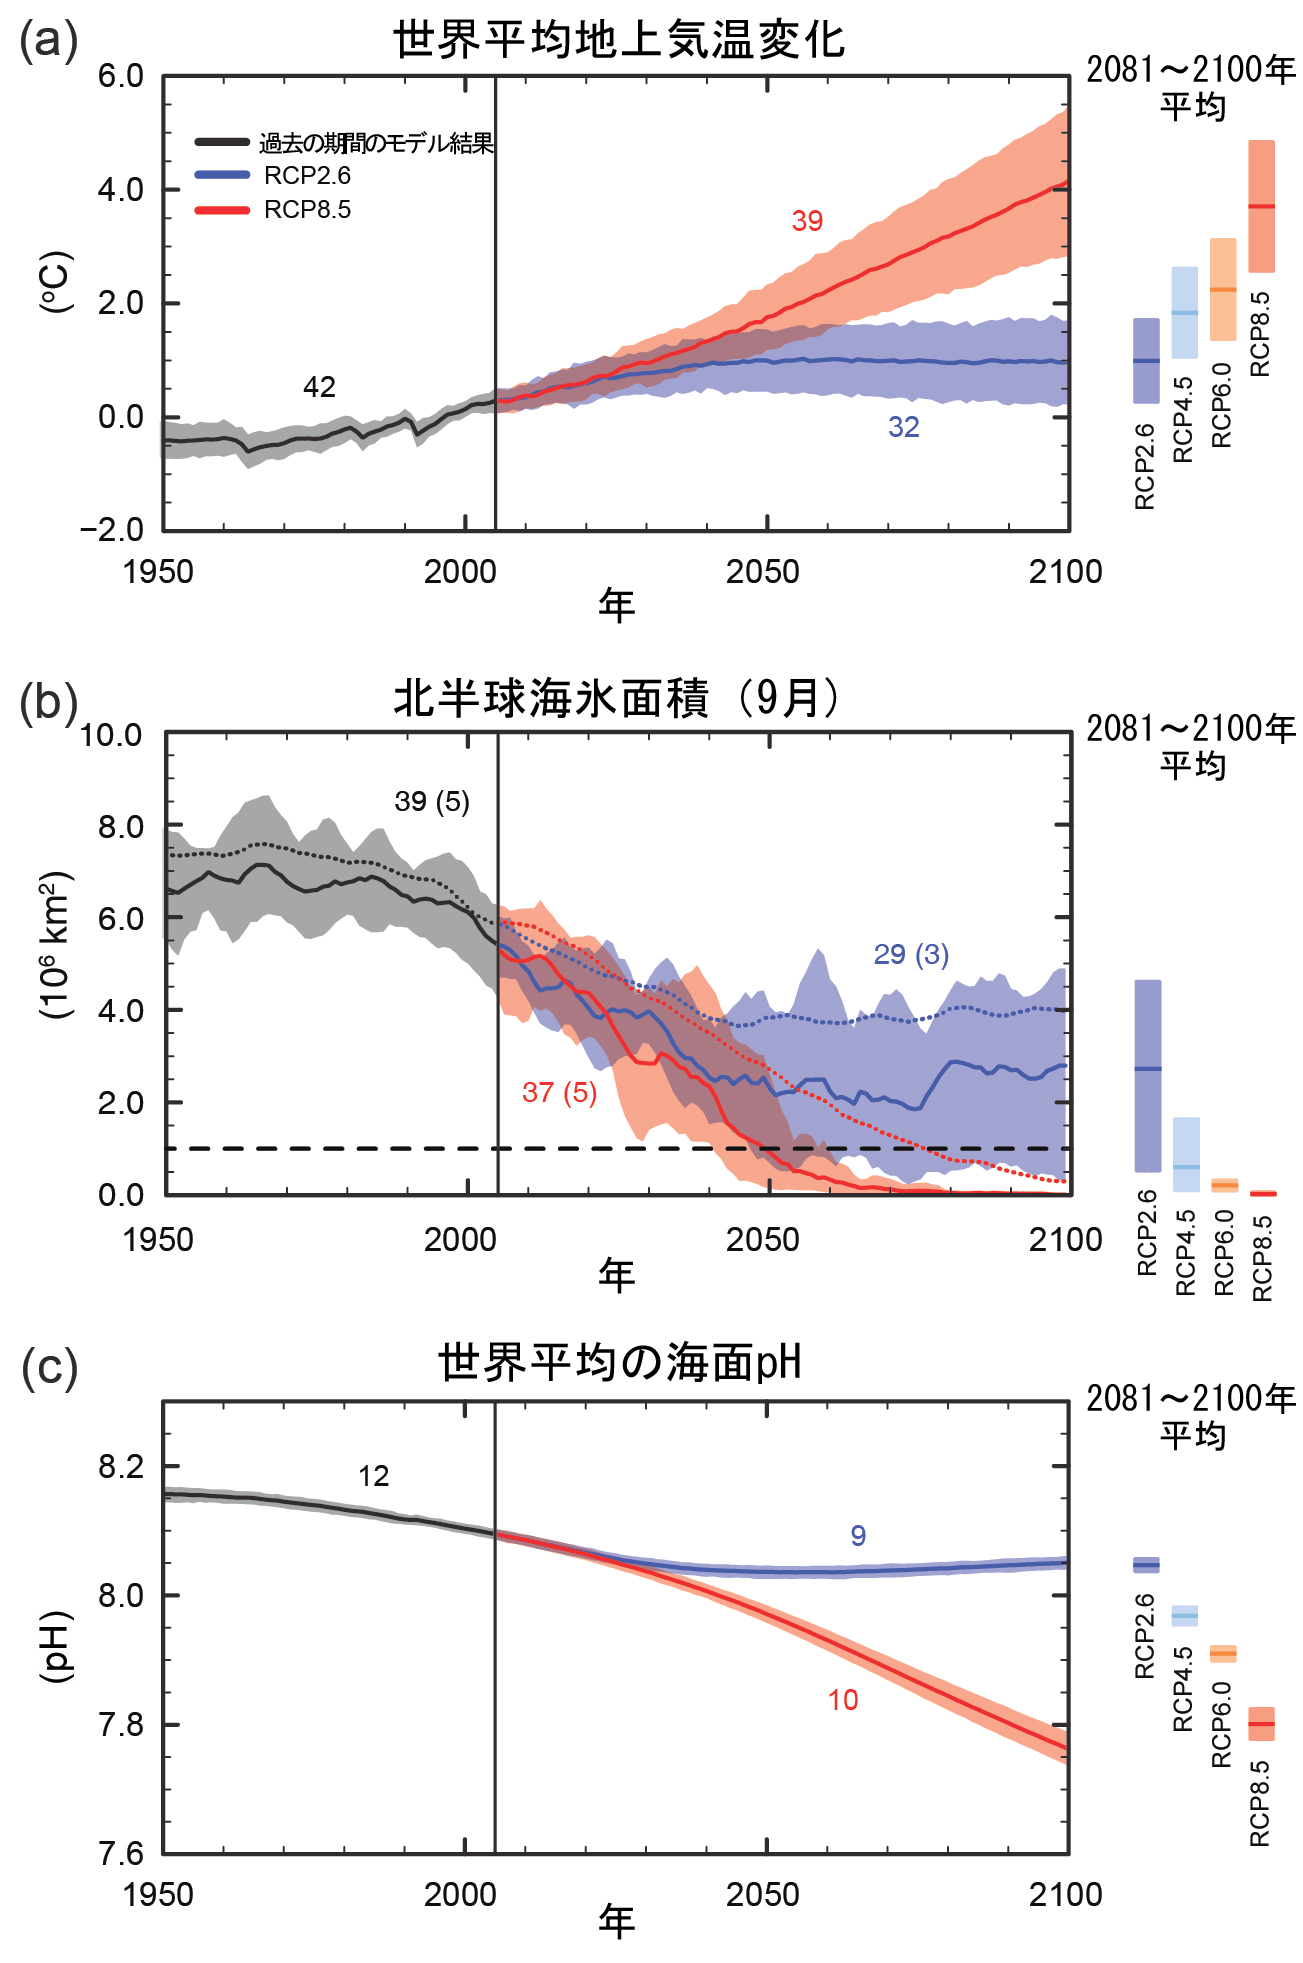 (a)
世界平均地上気温変化
2081～2100年
平均
6.0
4.0
2.0
0.0
−2.0
(ºC)
過去の期間のモデル結果
RCP2.6
RCP8.5
42
39
32
1950
2000
2050
2100
年
RCP2.6
RCP4.5
RCP6.0
RCP8.5
(b)
北半球海氷面積（9月）
2081～2100年
平均
10.0
8.0
6.0
4.0
2.0
0.0
(10⁶ km²)
39 (5)
29 (3)
37 (5)
1950
2000
2050
2100
年
RCP2.6
RCP4.5
RCP6.0
RCP8.5
(c)
世界平均の海面pH
2081～2100年
平均
8.2
8.0
7.8
7.6
(pH)
12
9
10
1950
2000
2050
2100
年
RCP2.6
RCP4.5
RCP6.0
RCP8.5